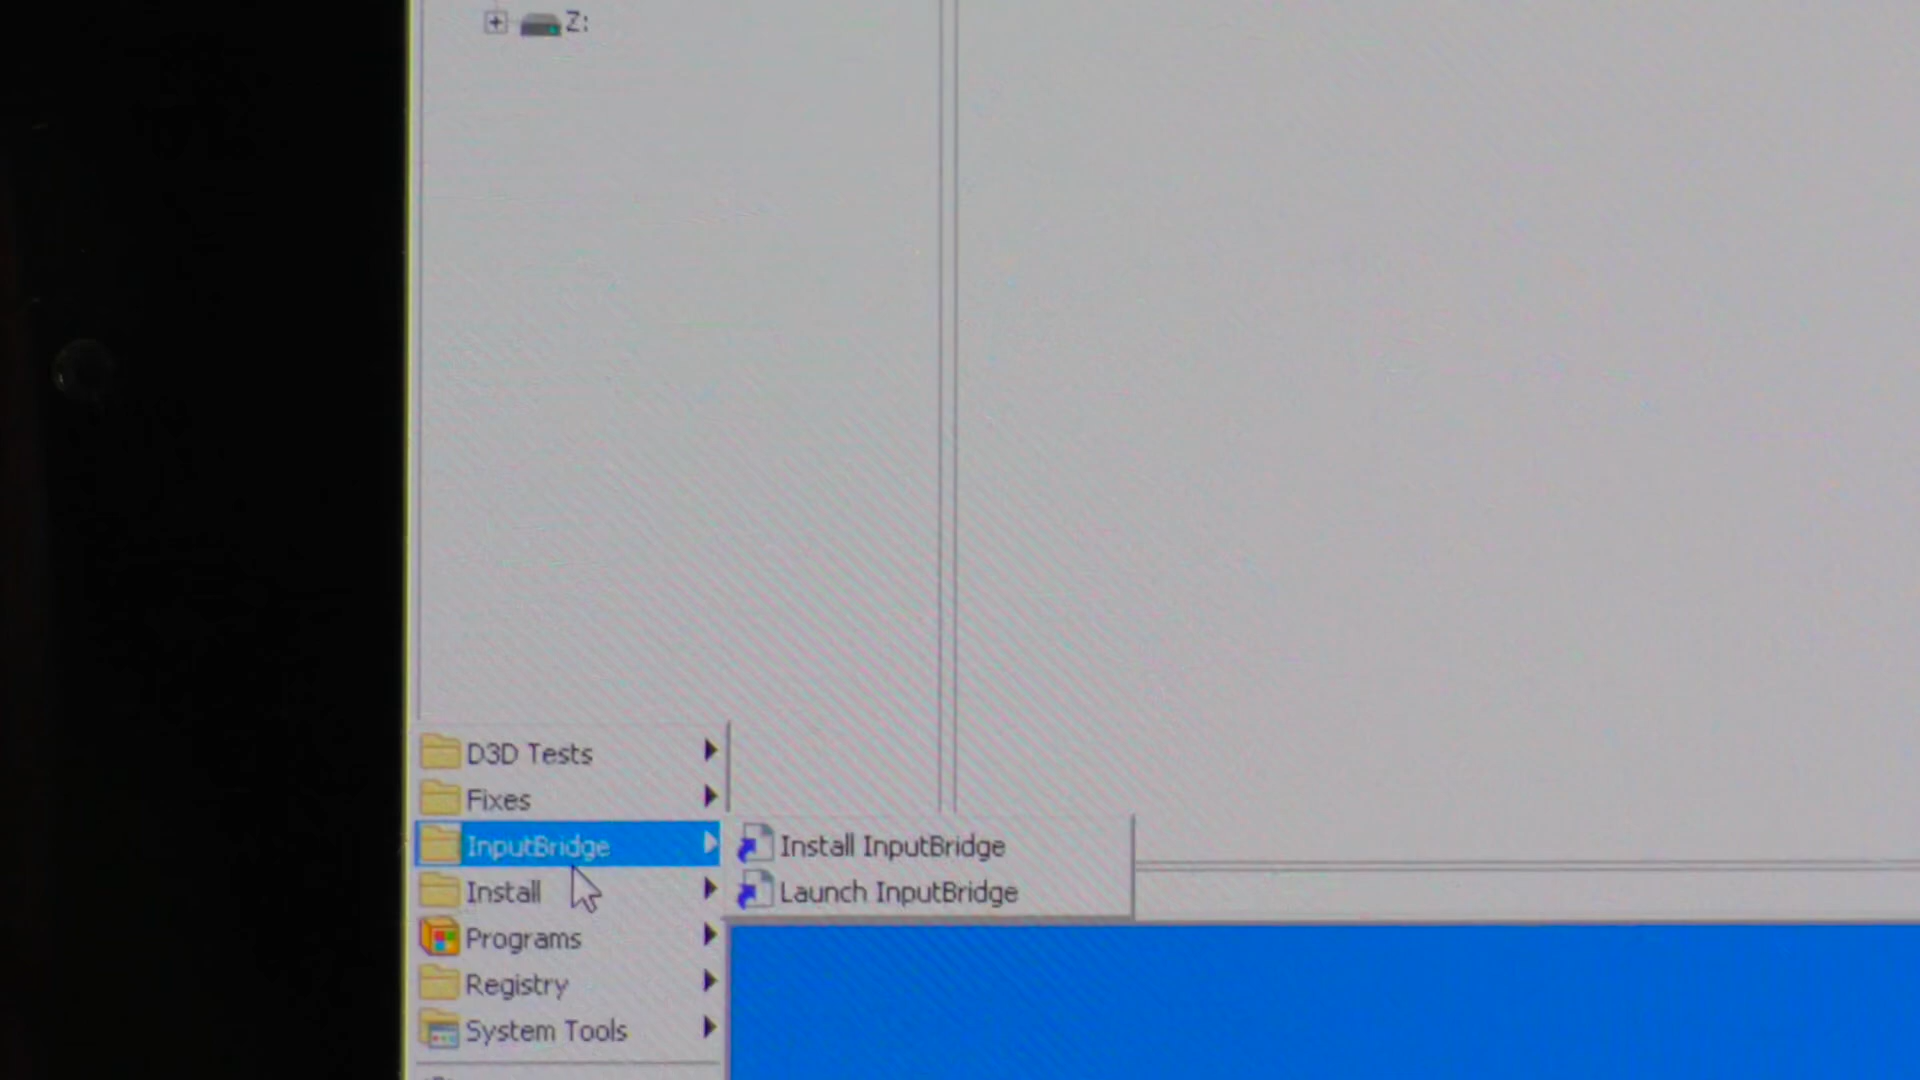 Z:
D3D Tests
Fixes
InputBridge
Install InputBridge
Install
Launch InputBridge
Programs
Registry
System Tools